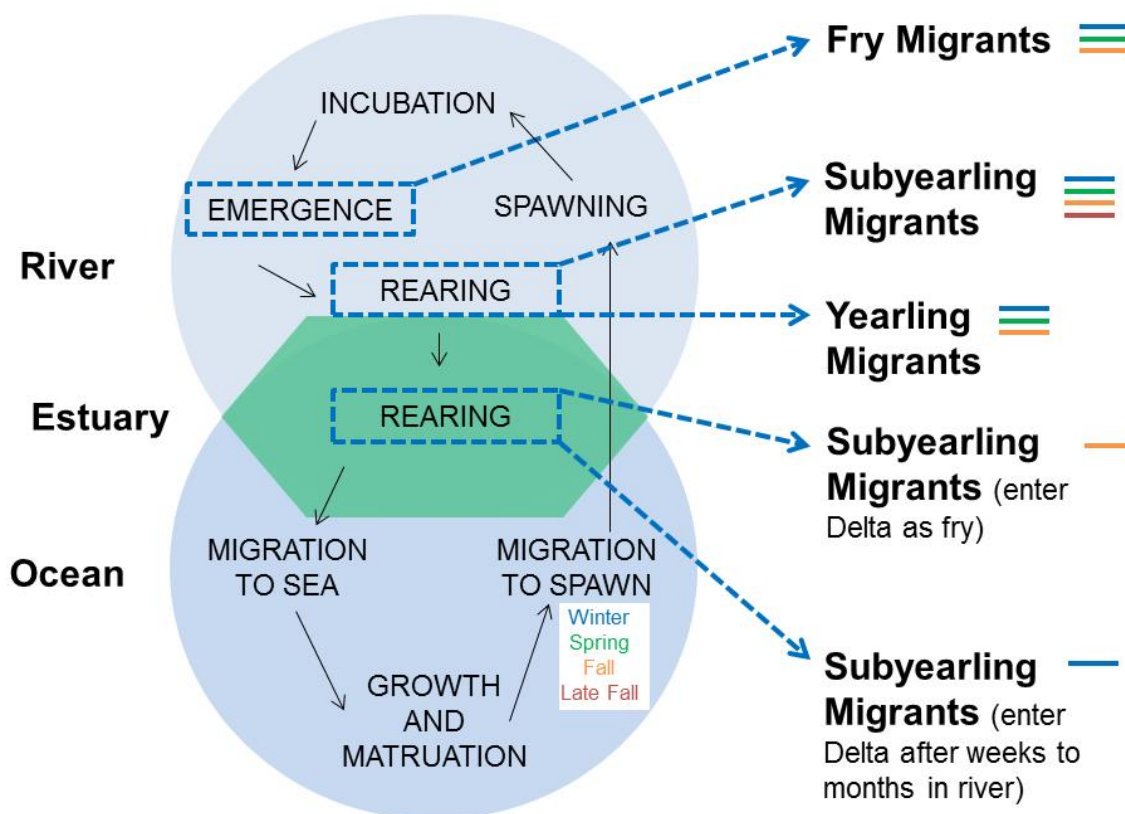 Fry Migrants
INCUBATION
Subyearling
Migrants
EMERGENCE
SPAWNING
River
REARING
Yearling
Migrants
Estuary
REARING
Subyearling
Migrants (enter
Delta as fry)
Ocean
MIGRATION
TO SEA
MIGRATION
TO SPAWN
Winter
Spring
Fall
Late Fall
GROWTH
AND
MATRUATION
Subyearling
Migrants (enter
Delta after weeks to
months in river)